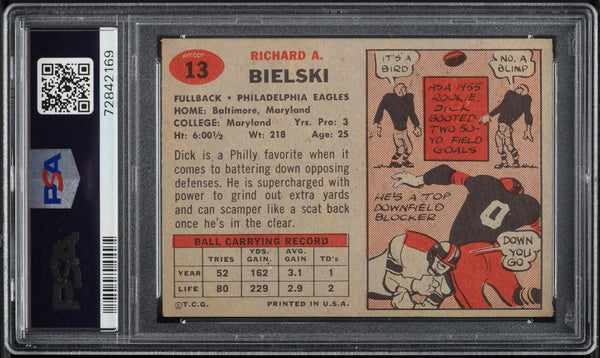 PSA
72842169
PSA
13
RICHARD A.
BIELSKI
FULLBACK • PHILADELPHIA EAGLES
HOME: Baltimore, Maryland
COLLEGE: Maryland Yrs. Pro: 3
Ht: 6:00½ Wt: 218 Age: 25
Dick is a Philly favorite when it
comes to battering down opposing
defenses. He is supercharged with
power to grind out extra yards
and can scamper like a scat back
once he's in the clear.
BALL CARRYING RECORD
TRIES YDS. GAIN. AVG. GAIN. TD's
YEAR 52 162 3.1 1
LIFE 80 229 2.9 2
©T.C.G. PRINTED IN U.S.A.
IT'S A
BIRD
NO, A
BLIMP
AS A 1955
ROOKIE,
DICK
BOOTED
TWO 50-
YD. FIELD
GOALS
HE'S A TOP
DOWNFIELD
BLOCKER
0
DOWN
YOU
GO